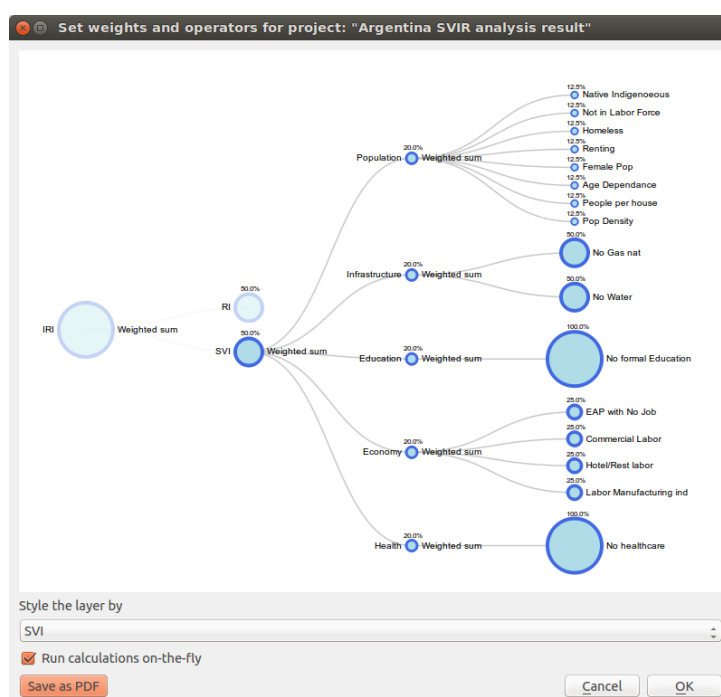 Set weights and operators for project: "Argentina SVIR analysis result"
12.5%
Native Indigenoeous
12.5%
Not in Labor Force
12.5%
Homeless
12.5%
Renting
12.5%
Female Pop
12.5%
Age Dependance
12.5%
People per house
12.5%
Pop Density
20.0%
Population Weighted sum
50.0%
No Gas nat
20.0%
Infrastructure Weighted sum
50.0%
No Water
50.0%
RI
IRI Weighted sum
50.0%
SVI Weighted sum
100.0%
No formal Education
20.0%
Education Weighted sum
25.0%
EAP with No Job
25.0%
Commercial Labor
20.0%
Economy Weighted sum
25.0%
Hotel/Rest labor
25.0%
Labor Manufacturing ind
100.0%
No healthcare
20.0%
Health Weighted sum
Style the layer by
SVI
Run calculations on-the-fly
Save as PDF Cancel OK